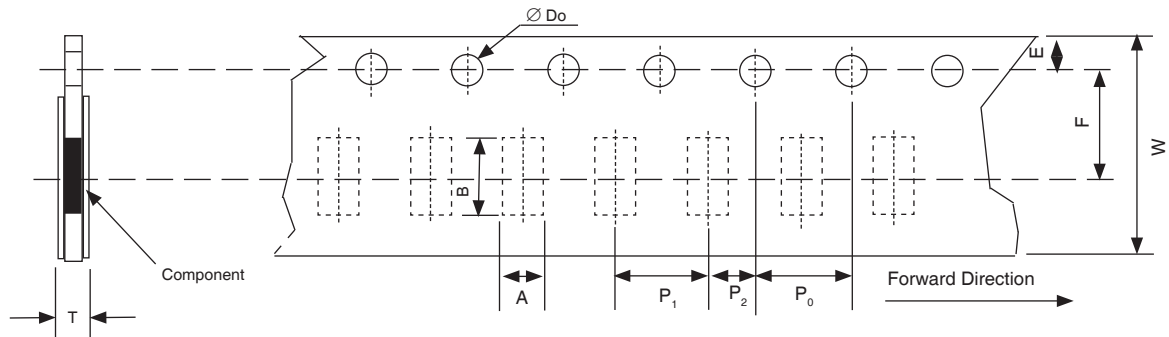 ∅ Do
E
F
W
B
Component
A
P₁
P₂
P₀
Forward Direction
T